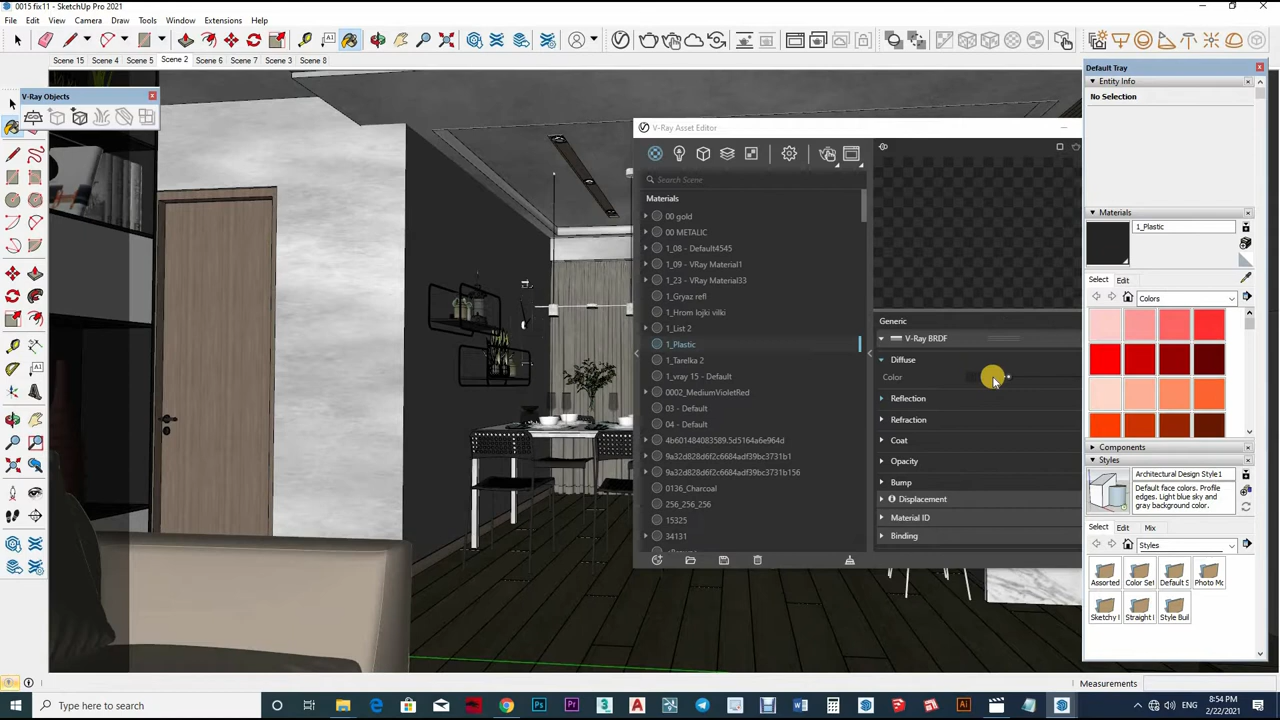 0015 fix11 - SketchUp Pro 2021
File Edit View Camera Draw Tools Window Extensions Help
Scene 15 Scene 4 Scene 5 Scene 2 Scene 6 Scene 7 Scene 3 Scene 8
V-Ray Objects
V-Ray Asset Editor
Search Scene
Materials
00 gold
00 METALIC
1_08 - Default4545
1_09 - VRay Material1
1_23 - VRay Material33
1_Gryaz refl
1_Hrom lojki vilki
1_List 2
1_Plastic
1_Tarelka 2
1_vray 15 - Default
0002_MediumVioletRed
03 - Default
04 - Default
4b601484083589.5d5164a6e964d
9a32d828d6f2c6684adf39bc3731b1
9a32d828d6f2c6684adf39bc3731b156
0136_Charcoal
256_256_256
15325
34131
Generic
V-Ray BRDF
Diffuse
Color
Reflection
Refraction
Coat
Opacity
Bump
Displacement
Material ID
Binding
Default Tray
Entity Info
No Selection
Materials
1_Plastic
Select Edit
Colors
Components
Styles
Architectural Design Style1
Default face colors. Profile
edges. Light blue sky and
gray background color.
Select Edit Mix
Styles
Assorted Color Se Default S Photo Mo
Sketchy Straight Style Buil
Measurements
Type here to search
8:54 PM
2/22/2021